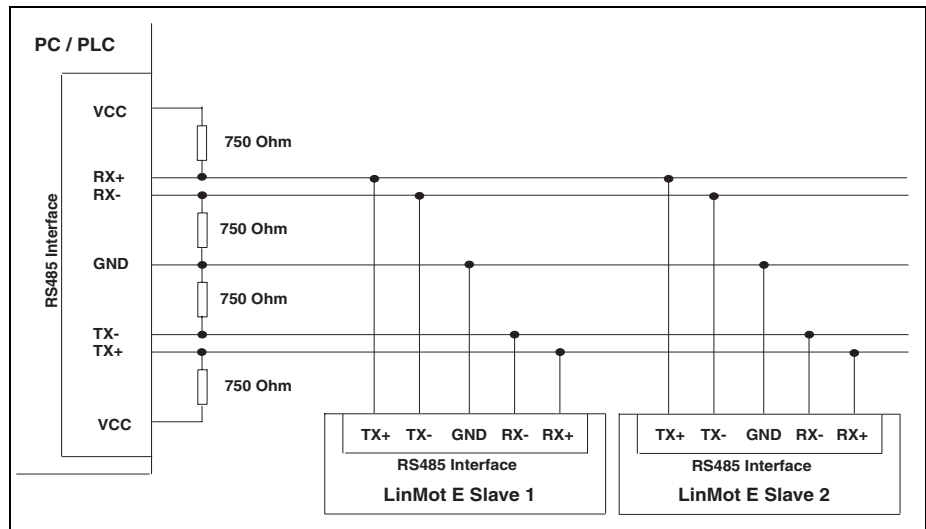 PC / PLC
RS485 Interface
VCC
750 Ohm
RX+
RX-
750 Ohm
GND
750 Ohm
TX-
TX+
750 Ohm
VCC
TX+ TX- GND RX- RX+
RS485 Interface
LinMot E Slave 1
TX+ TX- GND RX- RX+
RS485 Interface
LinMot E Slave 2